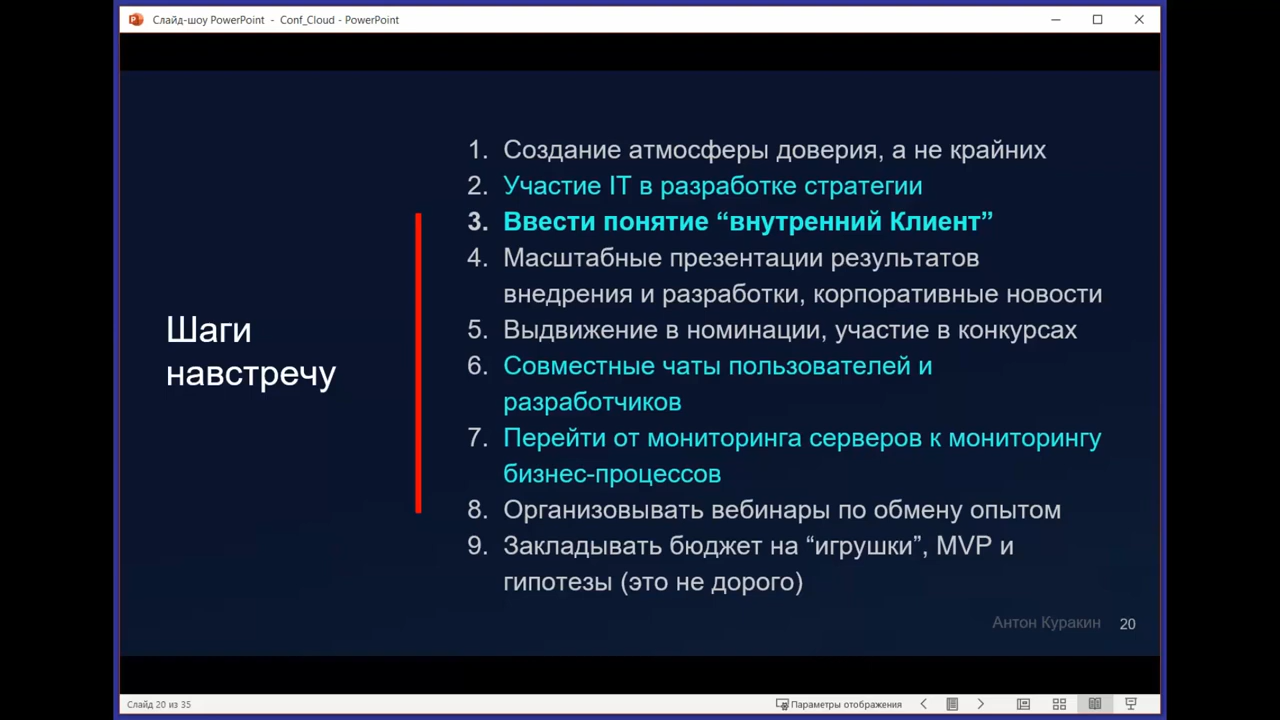 Слайд-шоу PowerPoint - Conf_Cloud - PowerPoint
Шаги
навстречу
1. Создание атмосферы доверия, а не крайних
2. Участие IT в разработке стратегии
3. Ввести понятие “внутренний Клиент”
4. Масштабные презентации результатов
внедрения и разработки, корпоративные новости
5. Выдвижение в номинации, участие в конкурсах
6. Совместные чаты пользователей и
разработчиков
7. Перейти от мониторинга серверов к мониторингу
бизнес-процессов
8. Организовывать вебинары по обмену опытом
9. Закладывать бюджет на “игрушки”, MVP и
гипотезы (это не дорого)
Антон Куракин 20
Слайд 20 из 35 Параметры отображения